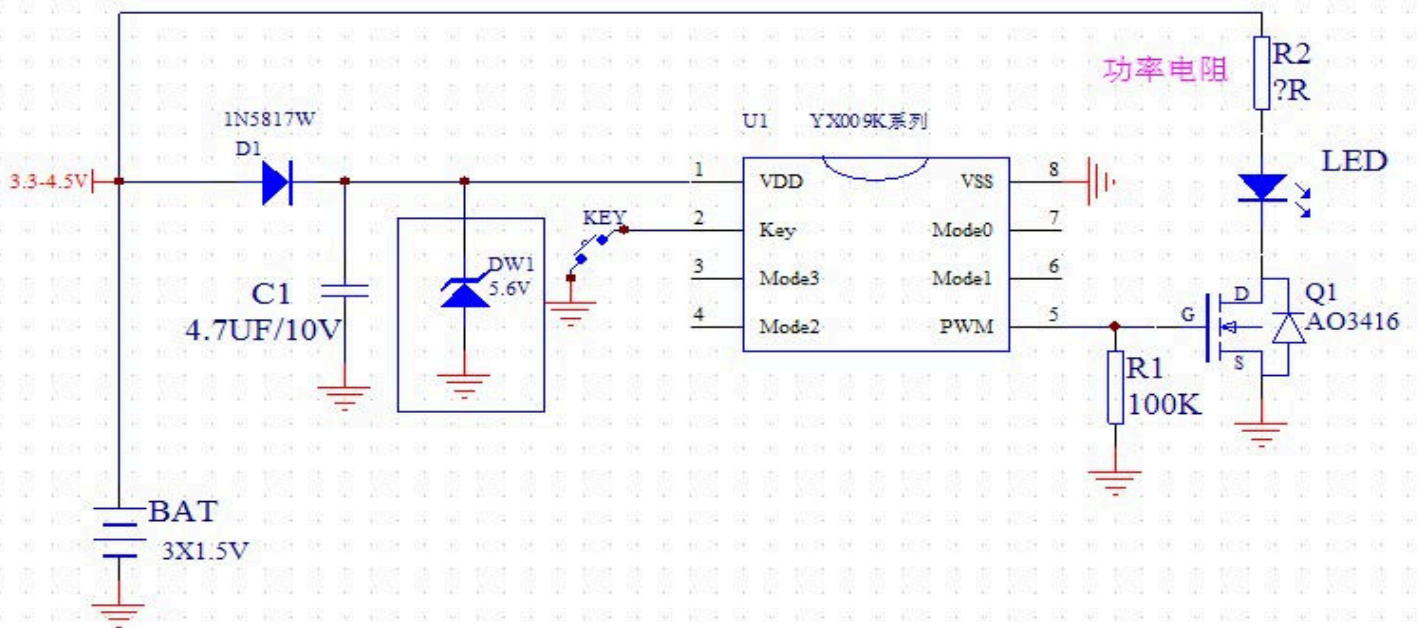 功率电阻
R2
?R
1N5817W
D1
U1 YX009K系列
LED
3.3-4.5V
1
VDD
VSS
8
KEY
2
Key
Mode0
7
DW1
5.6V
3
Mode3
Mode1
6
C1
4.7UF/10V
4
Mode2
PWM
5
G
D
S
Q1
AO3416
R1
100K
BAT
3X1.5V